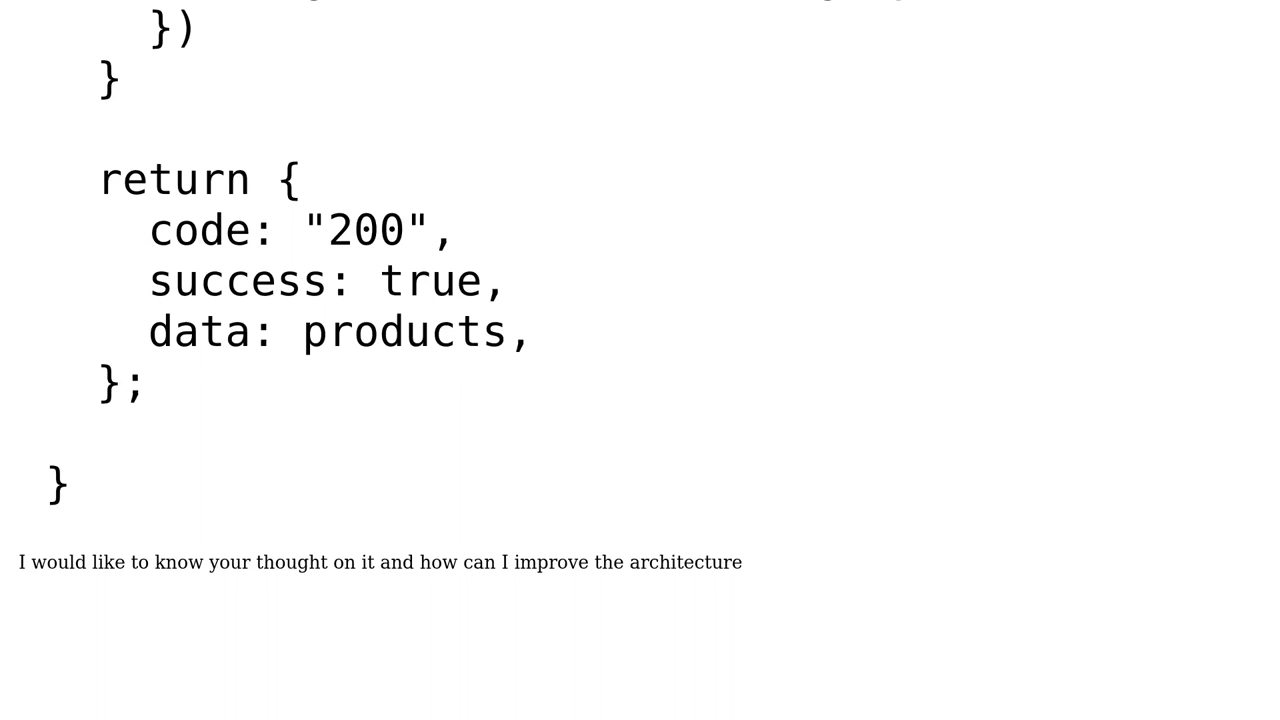 })
}
return {
code: "200",
success: true,
data: products,
};
}
I would like to know your thought on it and how can I improve the architecture